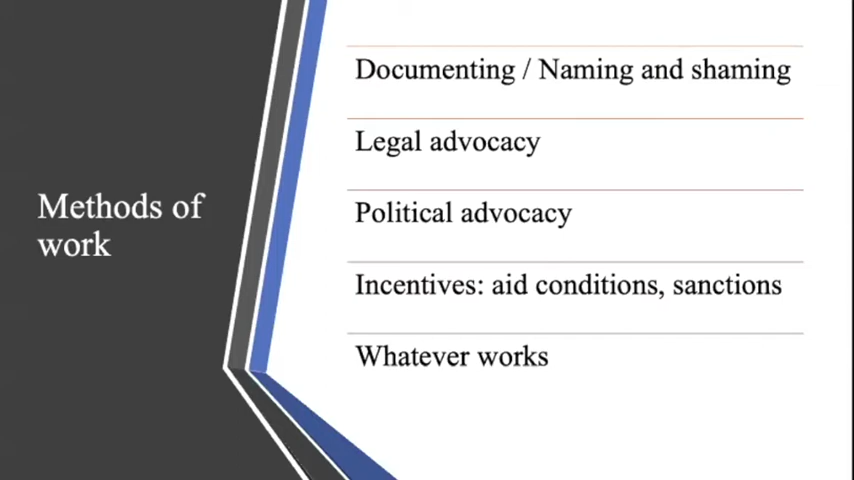 Methods of
work
Documenting / Naming and shaming
Legal advocacy
Political advocacy
Incentives: aid conditions, sanctions
Whatever works